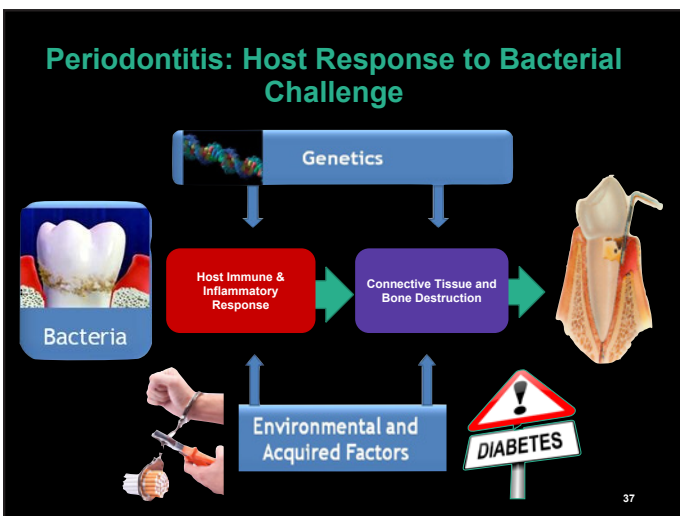 Periodontitis: Host Response to Bacterial
Challenge
Genetics
Bacteria
Host Immune &
Inflammatory
Response
Connective Tissue and
Bone Destruction
Environmental and
Acquired Factors
DIABETES
37